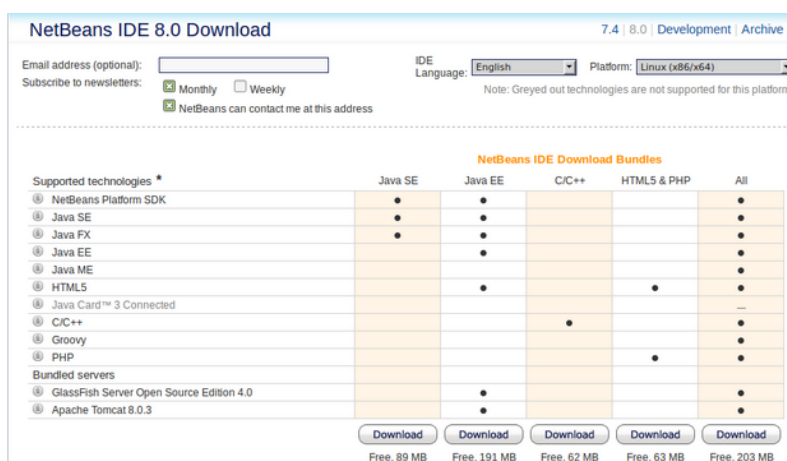 NetBeans IDE 8.0 Download
7.4 | 8.0 | Development | Archive
Email address (optional):
IDE Language: English
Platform: Linux (x86/x64)
Subscribe to newsletters:
Monthly Weekly
Note: Greyed out technologies are not supported for this platform
NetBeans can contact me at this address
NetBeans IDE Download Bundles
Supported technologies * Java SE Java EE C/C++ HTML5 & PHP All
NetBeans Platform SDK ● ● ●
Java SE ● ● ●
Java FX ● ● ●
Java EE ● ●
Java ME ●
HTML5 ● ● ●
Java Card™ 3 Connected —
C/C++ ● ●
Groovy ●
PHP ● ●
Bundled servers
GlassFish Server Open Source Edition 4.0 ● ●
Apache Tomcat 8.0.3 ● ●
Download Download Download Download Download
Free, 89 MB Free, 191 MB Free, 62 MB Free, 63 MB Free, 203 MB